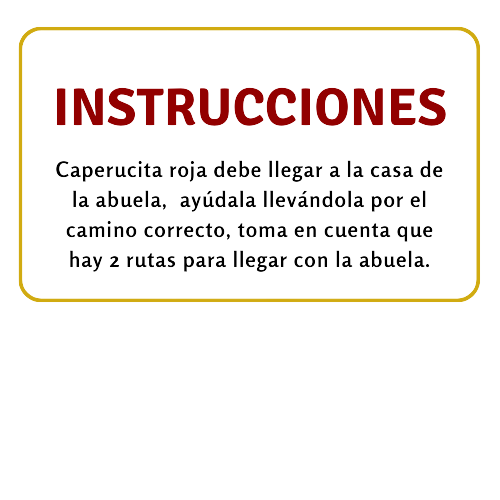 INSTRUCCIONES
Caperucita roja debe llegar a la casa de
la abuela, ayúdala llevándola por el
camino correcto, toma en cuenta que
hay 2 rutas para llegar con la abuela.